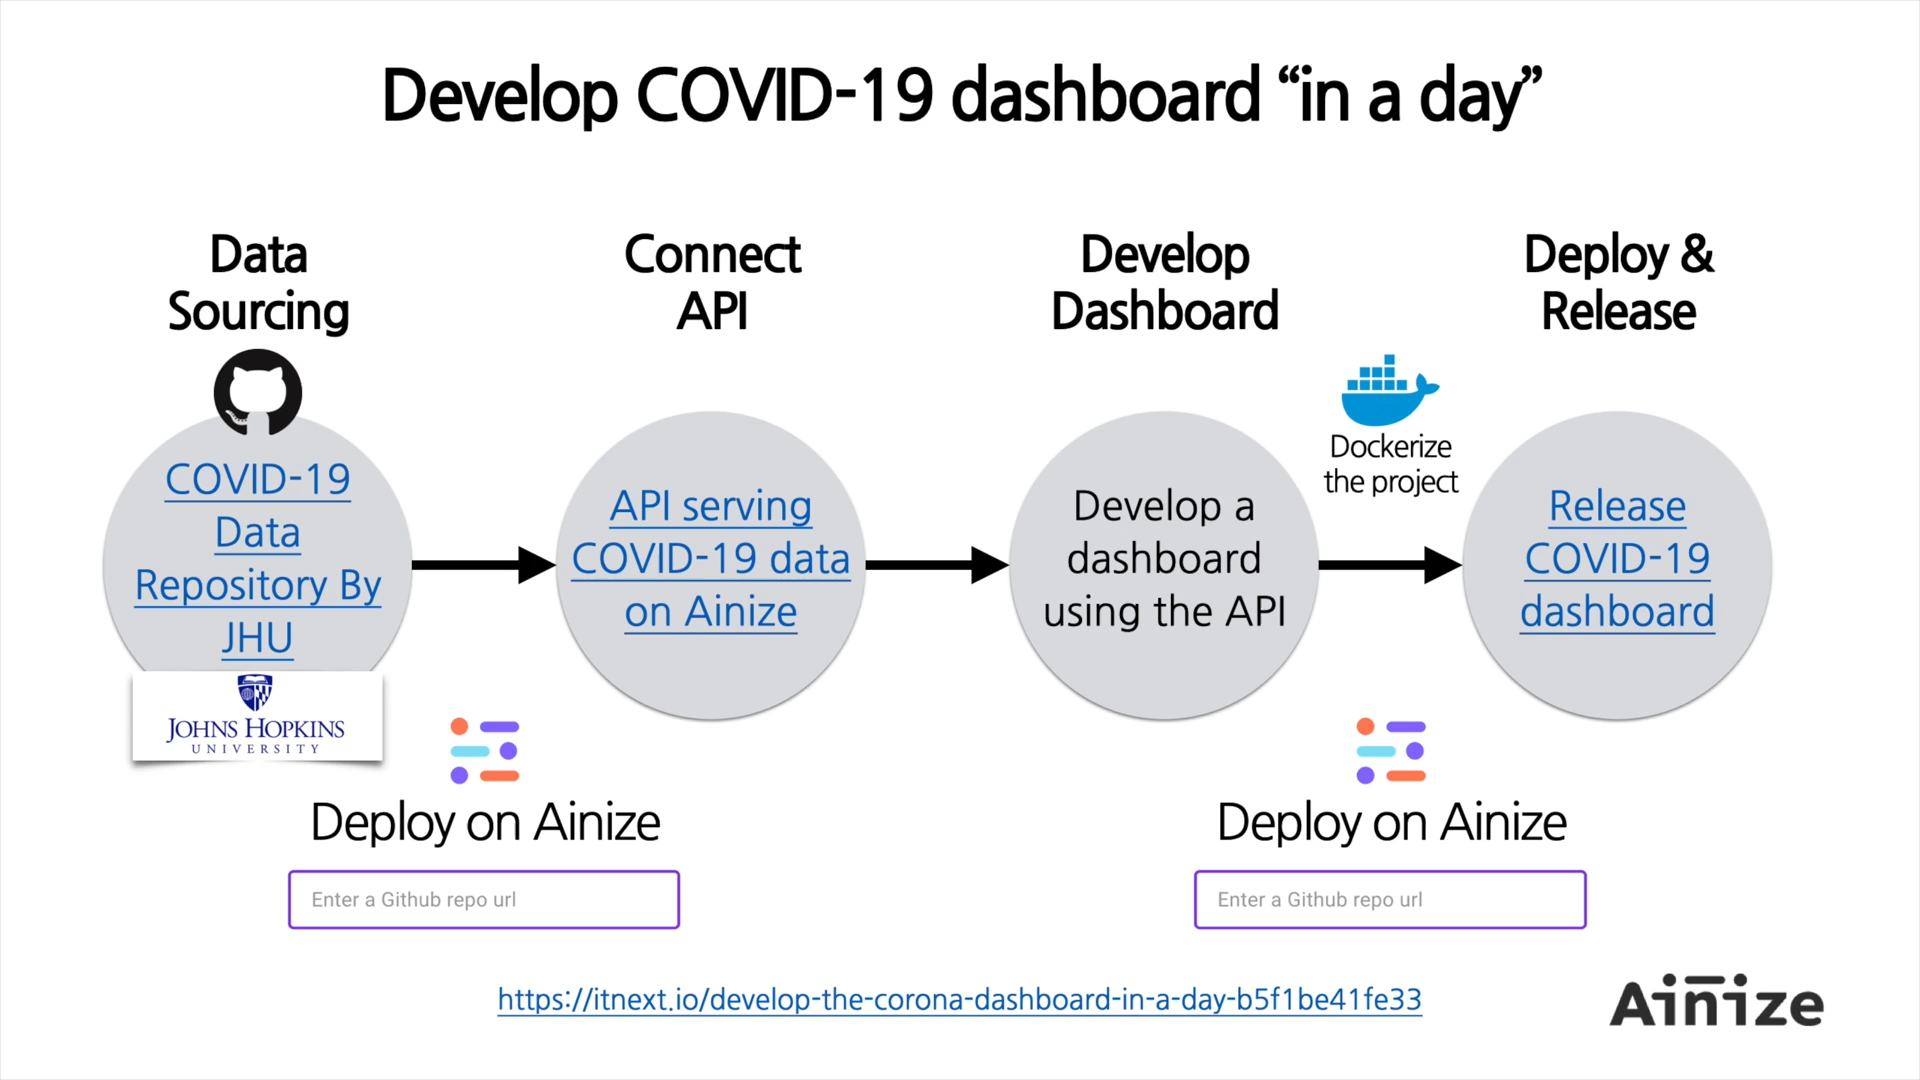 Develop COVID-19 dashboard “in a day”
Data
Sourcing
COVID-19
Data
Repository By
JHU
JOHNS HOPKINS
UNIVERSITY
Deploy on Ainize
Enter a Github repo url
Connect
API
API serving
COVID-19 data
on Ainize
Develop
Dashboard
Develop a
dashboard
using the API
Dockerize
the project
Deploy on Ainize
Enter a Github repo url
Deploy &
Release
Release
COVID-19
dashboard
https://itnext.io/develop-the-corona-dashboard-in-a-day-b5f1be41fe33
Ainize